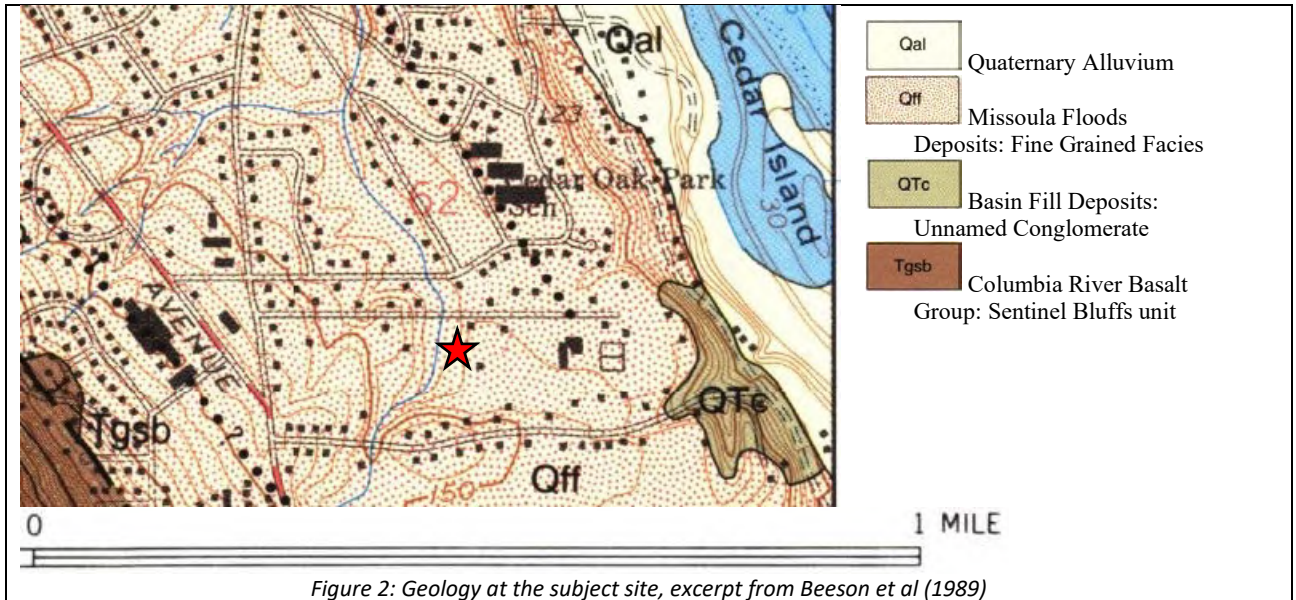 Qal
Cedar
Island
30
23
62
Cedar Oak Park
Sch
AVENUE
QTc
Tgsb
Qff
150
Qal
Quaternary Alluvium
Qff
Missoula Floods
Deposits: Fine Grained Facies
QTc
Basin Fill Deposits:
Unnamed Conglomerate
Tgsb
Columbia River Basalt
Group: Sentinel Bluffs unit
0
1 MILE
Figure 2: Geology at the subject site, excerpt from Beeson et al (1989)